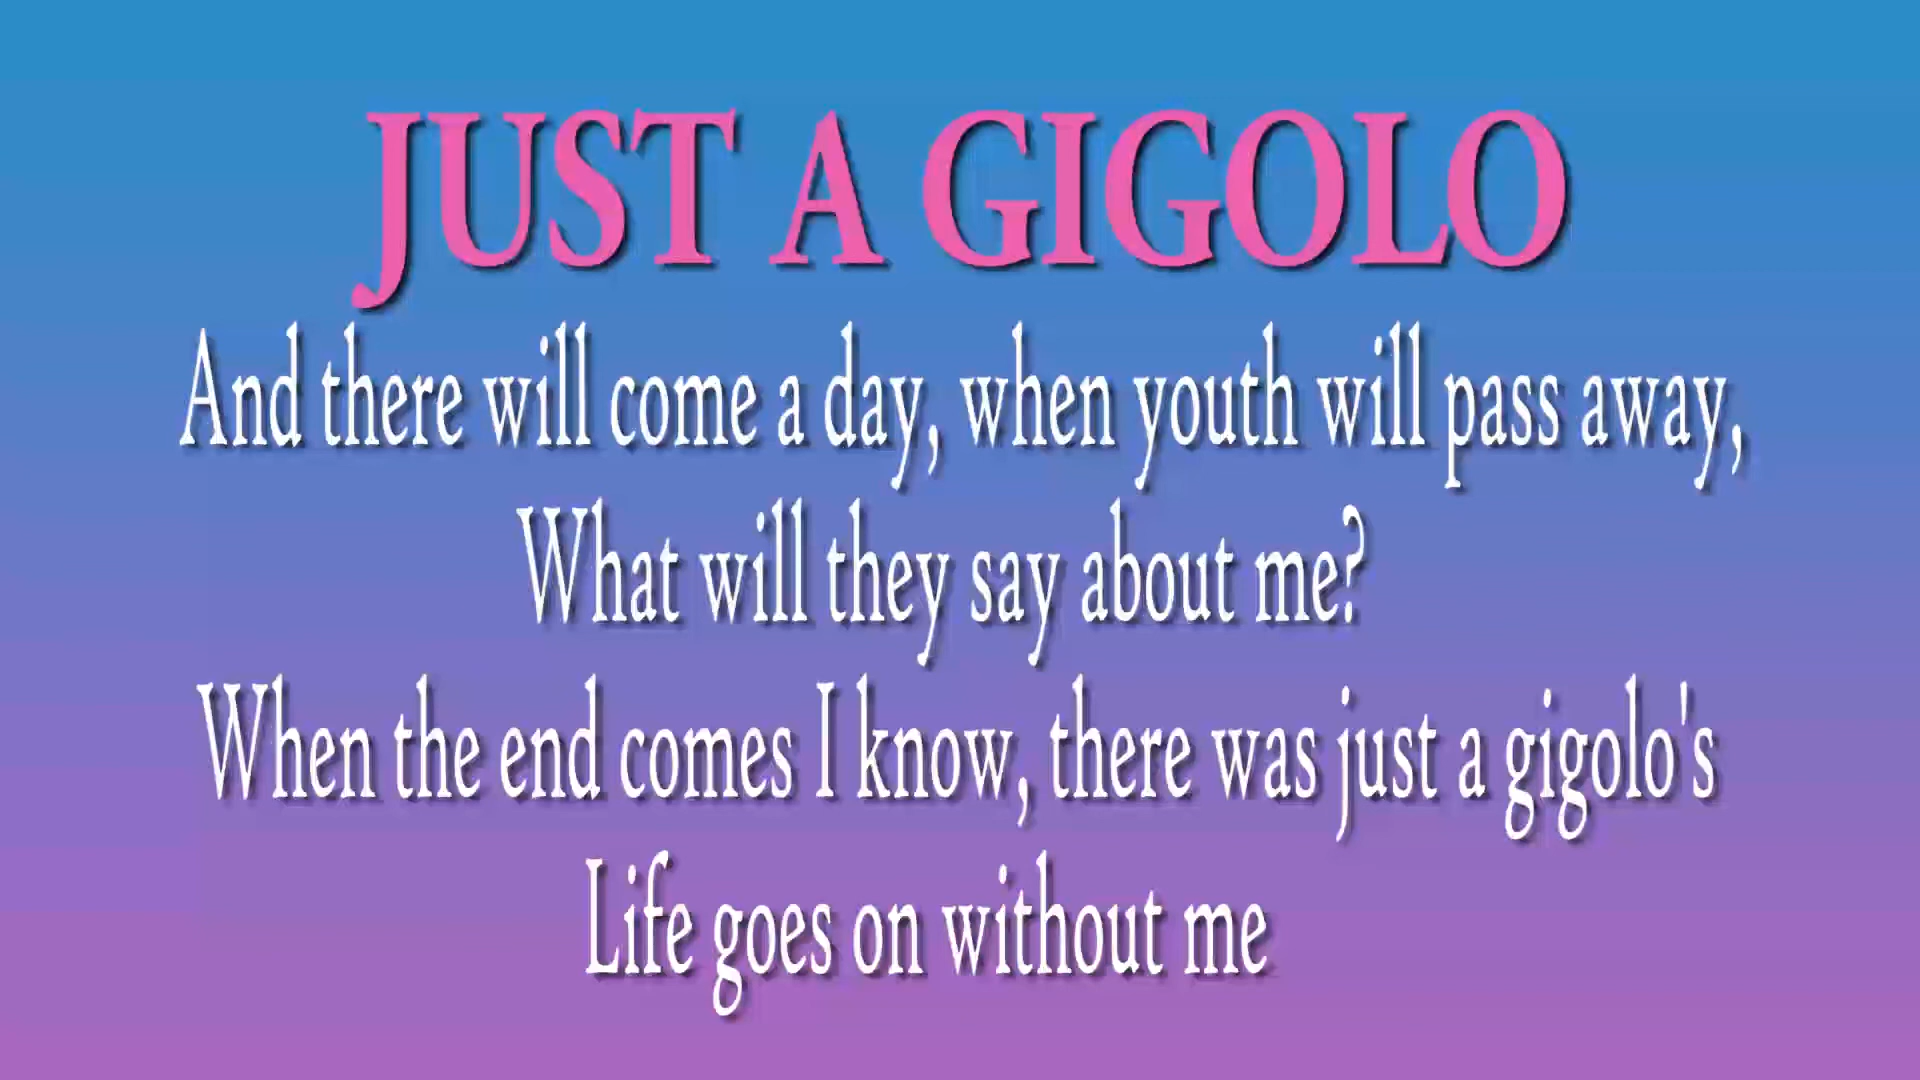 JUST A GIGOLO
And there will come a day, when youth will pass away,
What will they say about me?
When the end comes I know, there was just a gigolo's
Life goes on without me